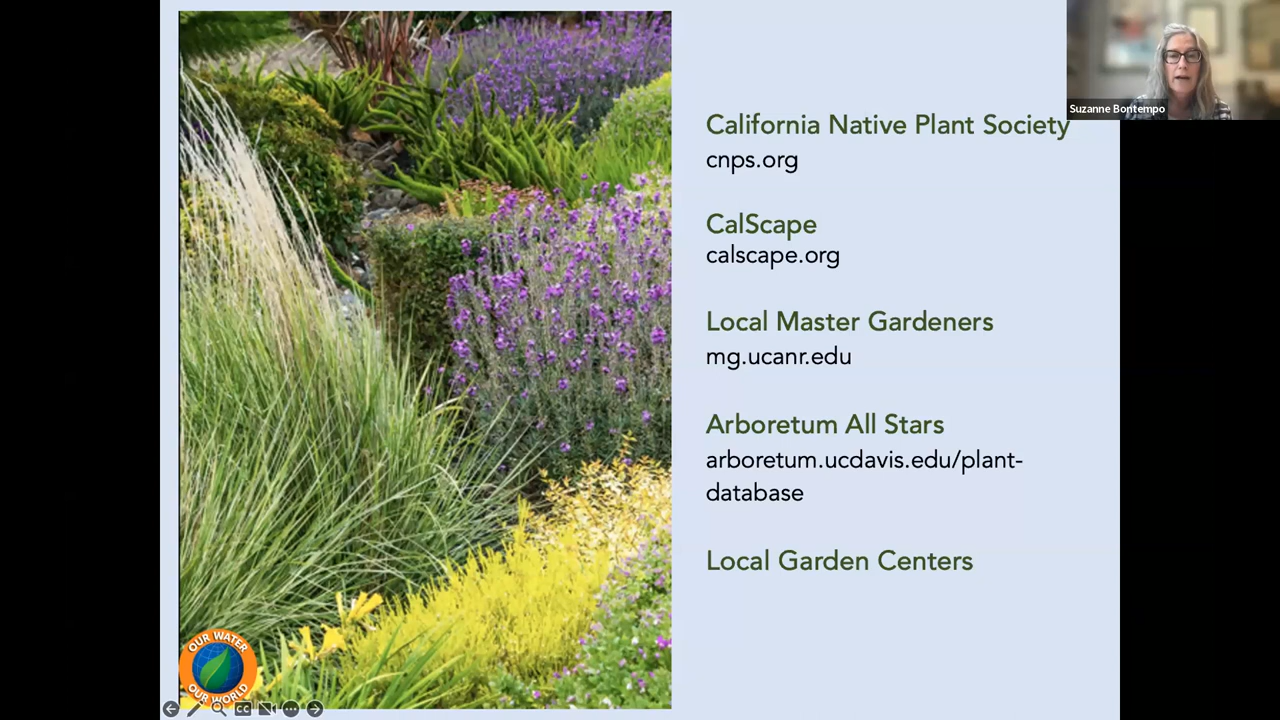 Suzanne Bontempo
California Native Plant Society
cnps.org
CalScape
calscape.org
Local Master Gardeners
mg.ucanr.edu
Arboretum All Stars
arboretum.ucdavis.edu/plant-
database
Local Garden Centers
OUR WATER
OUR WORLD
CC